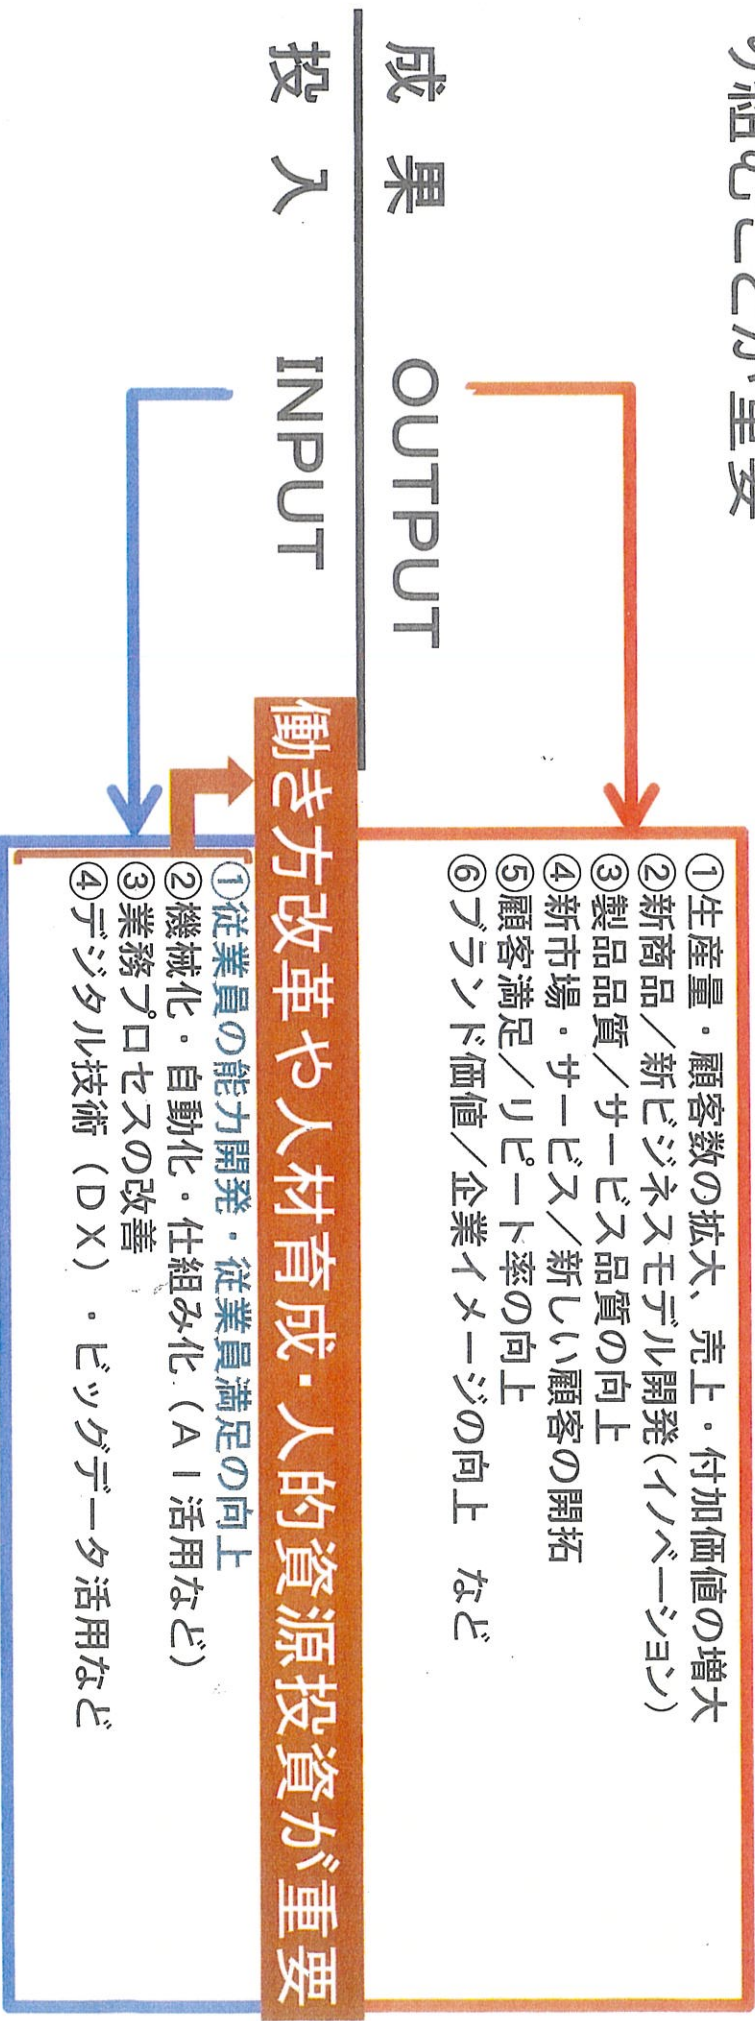 り組むことが重要
成果 OUTPUT
投入 INPUT
①生産量・顧客数の拡大、売上・付加価値の増大
②新商品／新ビジネスモデル開発(イノベーション)
③製品品質／サービス品質の向上
④新市場・サービス／新しい顧客の開拓
⑤顧客満足／リピート率の向上
⑥ブランド価値／企業イメージの向上 など
働き方改革や人材育成・人的資源投資が重要
①従業員の能力開発・従業員満足の向上
②機械化・自動化・仕組み化（ＡＩ活用など）
③業務プロセスの改善
④デジタル技術（ＤＸ）・ビッグデータ活用など